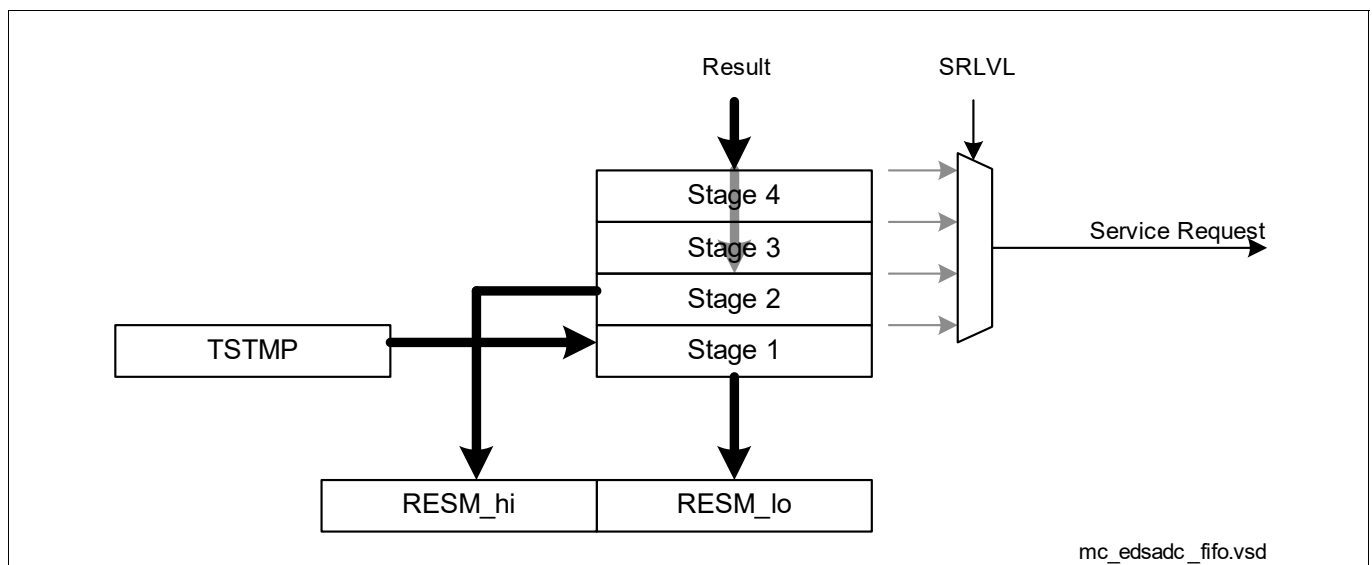 Result
SRLVL
Stage 4
Stage 3
Service Request
Stage 2
TSTMP
Stage 1
RESM_hi
RESM_lo
mc_edsadc_fifo.vsd